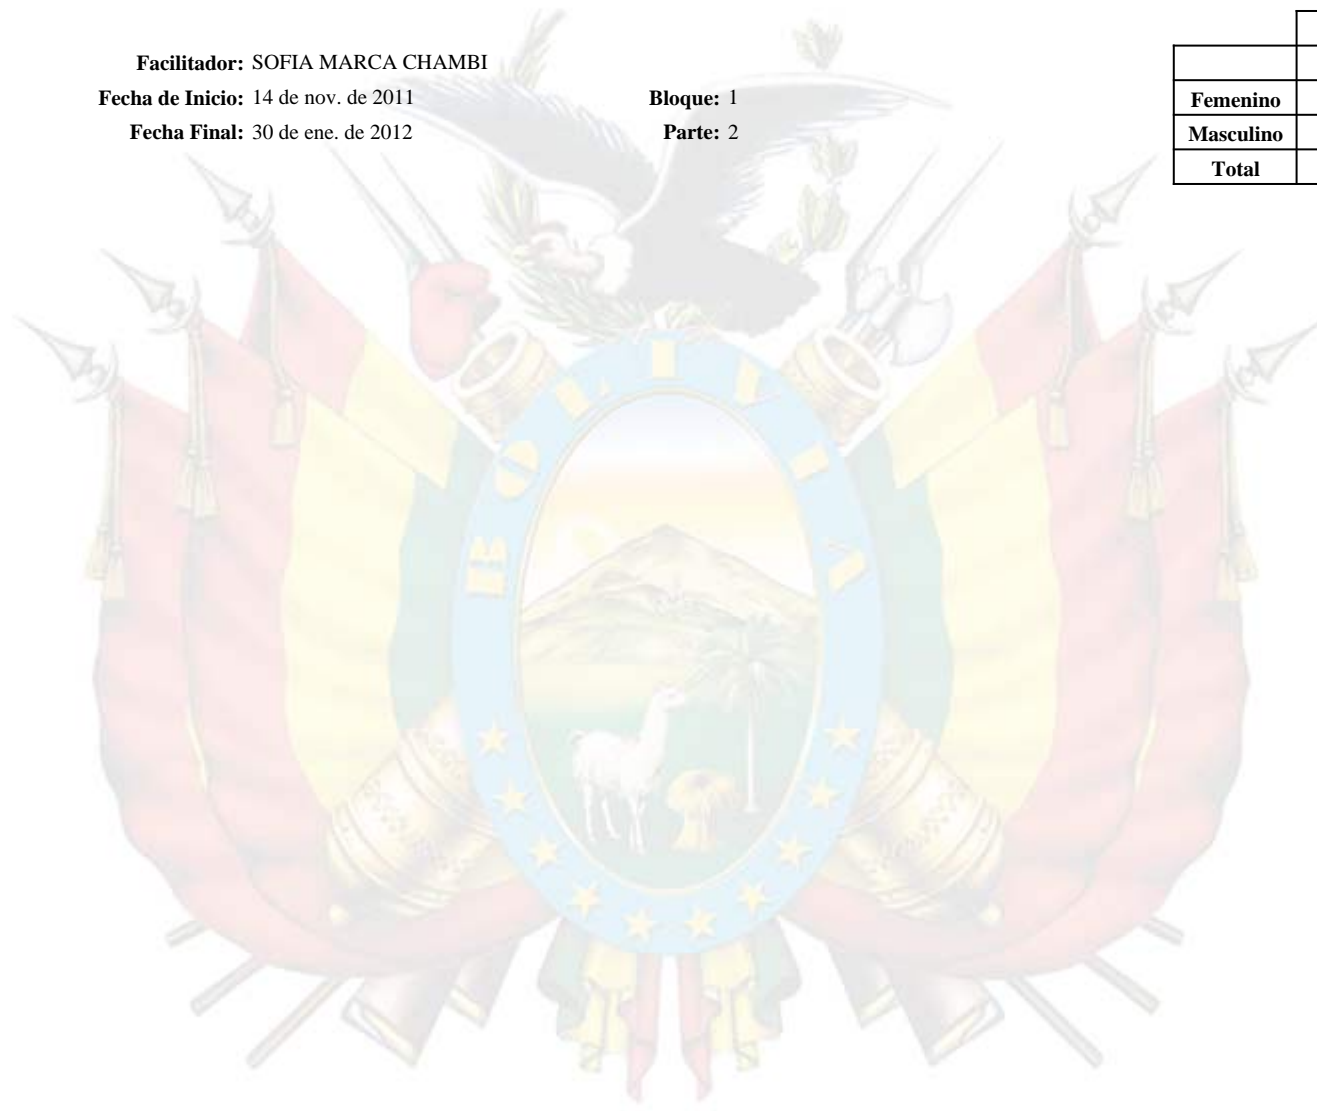 Facilitador: SOFIA MARCA CHAMBI
Fecha de Inicio: 14 de nov. de 2011 Bloque: 1
Fecha Final: 30 de ene. de 2012 Parte: 2
Femenino
Masculino
Total
BOLIVIA